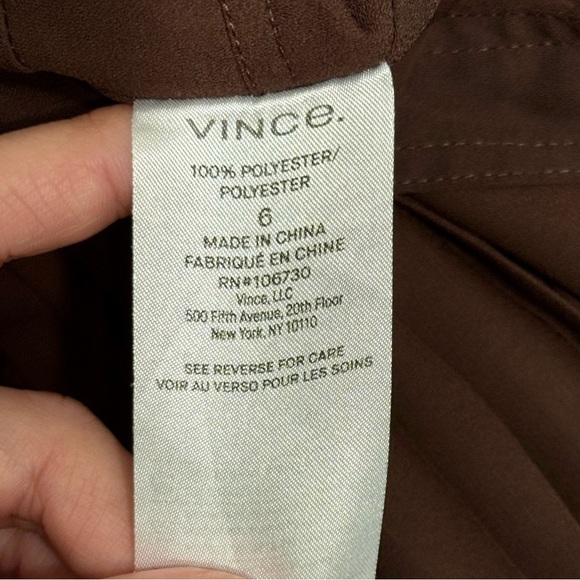 VINCe.
100% POLYESTER/
POLYESTER
6
MADE IN CHINA
FABRIQUÉ EN CHINE
RN#106730
Vince, LLC
500 Fifth Avenue, 20th Floor
New York, NY 10110
SEE REVERSE FOR CARE
VOIR AU VERSO POUR LES SOINS